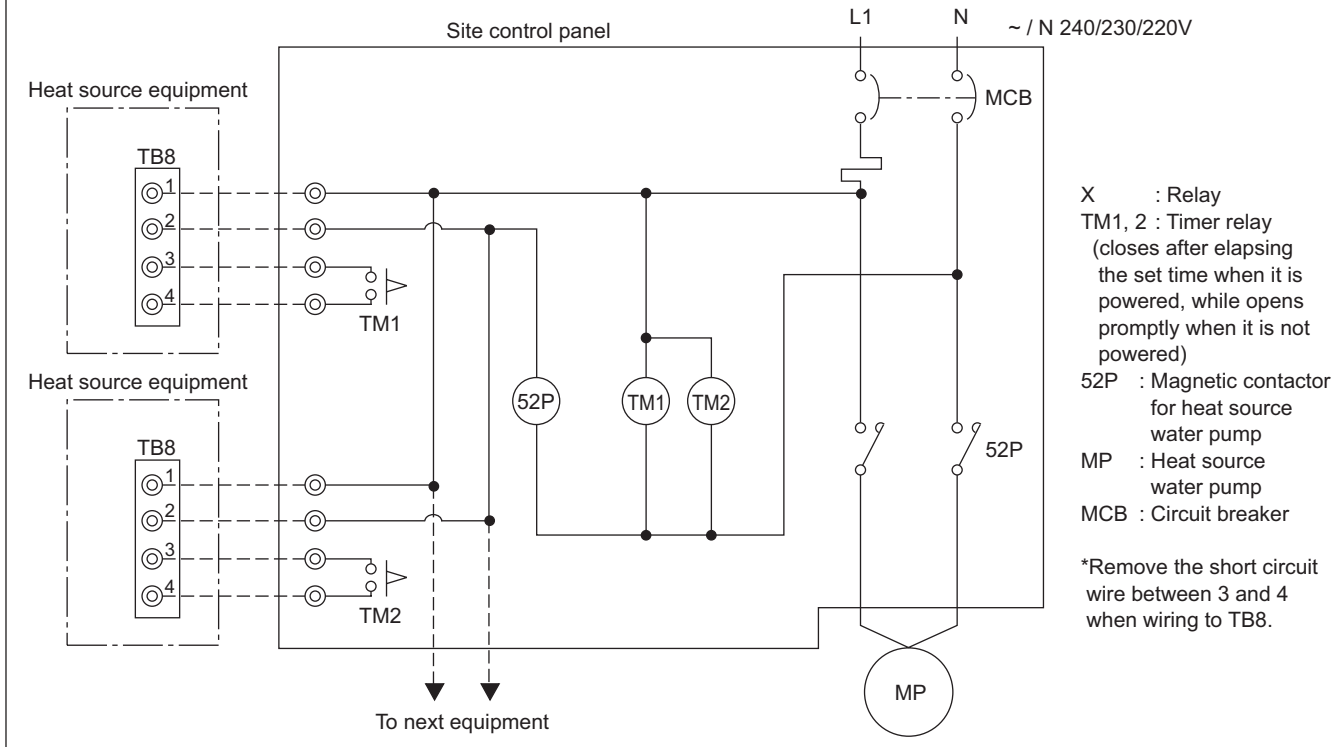 Site control panel
L1
N
~ / N 240/230/220V
MCB
Heat source equipment
TB8
1
2
3
4
TM1
Heat source equipment
TB8
1
2
3
4
TM2
52P
TM1
TM2
52P
MP
To next equipment
X : Relay
TM1, 2 : Timer relay
(closes after elapsing
the set time when it is
powered, while opens
promptly when it is not
powered)
52P : Magnetic contactor
for heat source
water pump
MP : Heat source
water pump
MCB : Circuit breaker
*Remove the short circuit
wire between 3 and 4
when wiring to TB8.